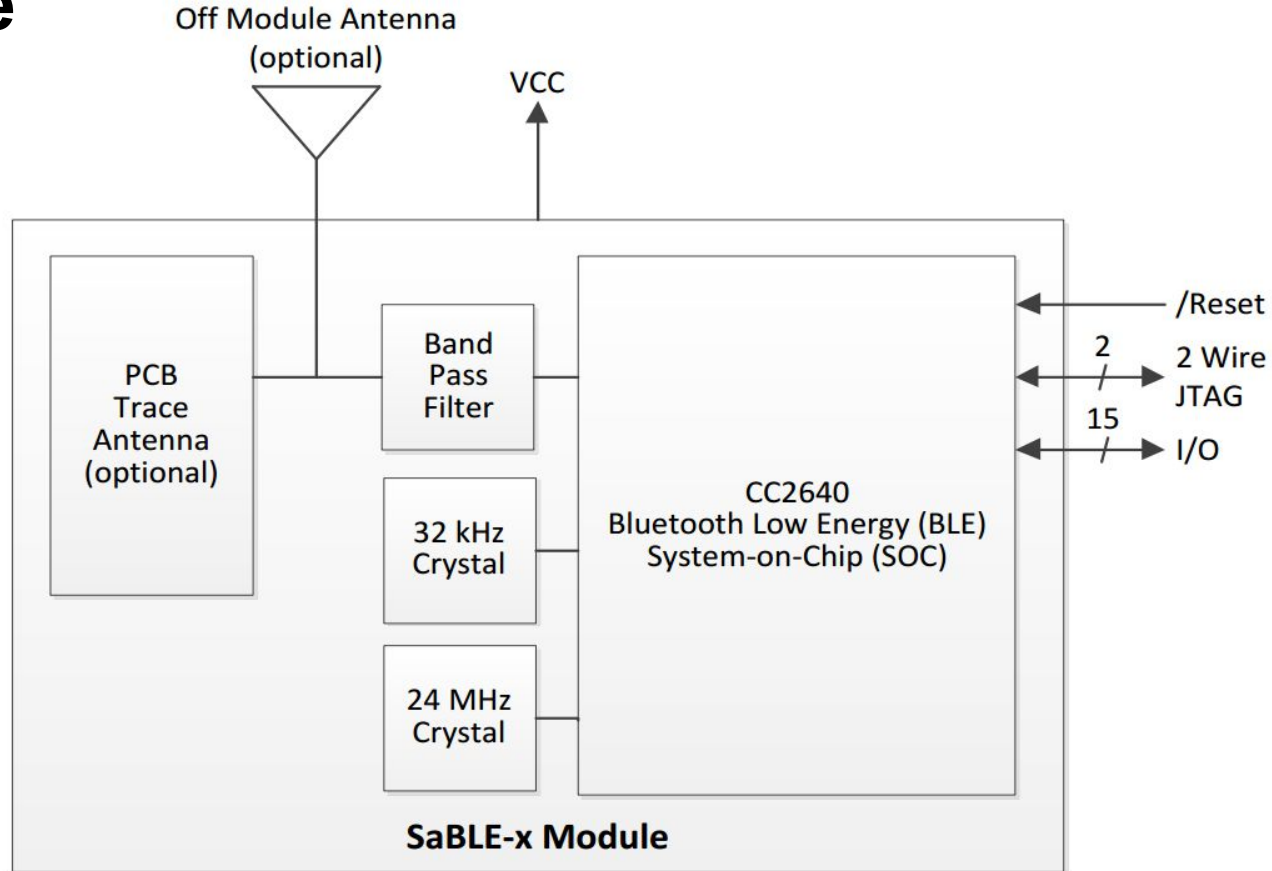 e
Off Module Antenna
(optional)
VCC
PCB
Trace
Antenna
(optional)
Band
Pass
Filter
32 kHz
Crystal
24 MHz
Crystal
CC2640
Bluetooth Low Energy (BLE)
System-on-Chip (SOC)
/Reset
2
2 Wire
JTAG
15
I/O
SaBLE-x Module